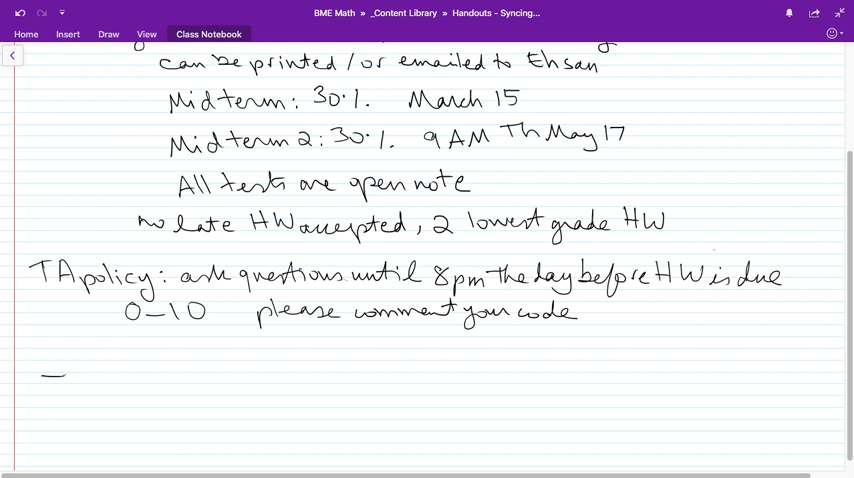 BME Math » _Content Library » Handouts - Syncing...
Home Insert Draw View Class Notebook
can be printed/or emailed to Ehsan
Midterm: 30%. March 15
Midterm 2: 30%. 9 AM Th May 17
All tests are open note
no late HW accepted, 2 lowest grade HW
TA policy: ask questions until 8pm the day before HW is due
0-10 please comment your code